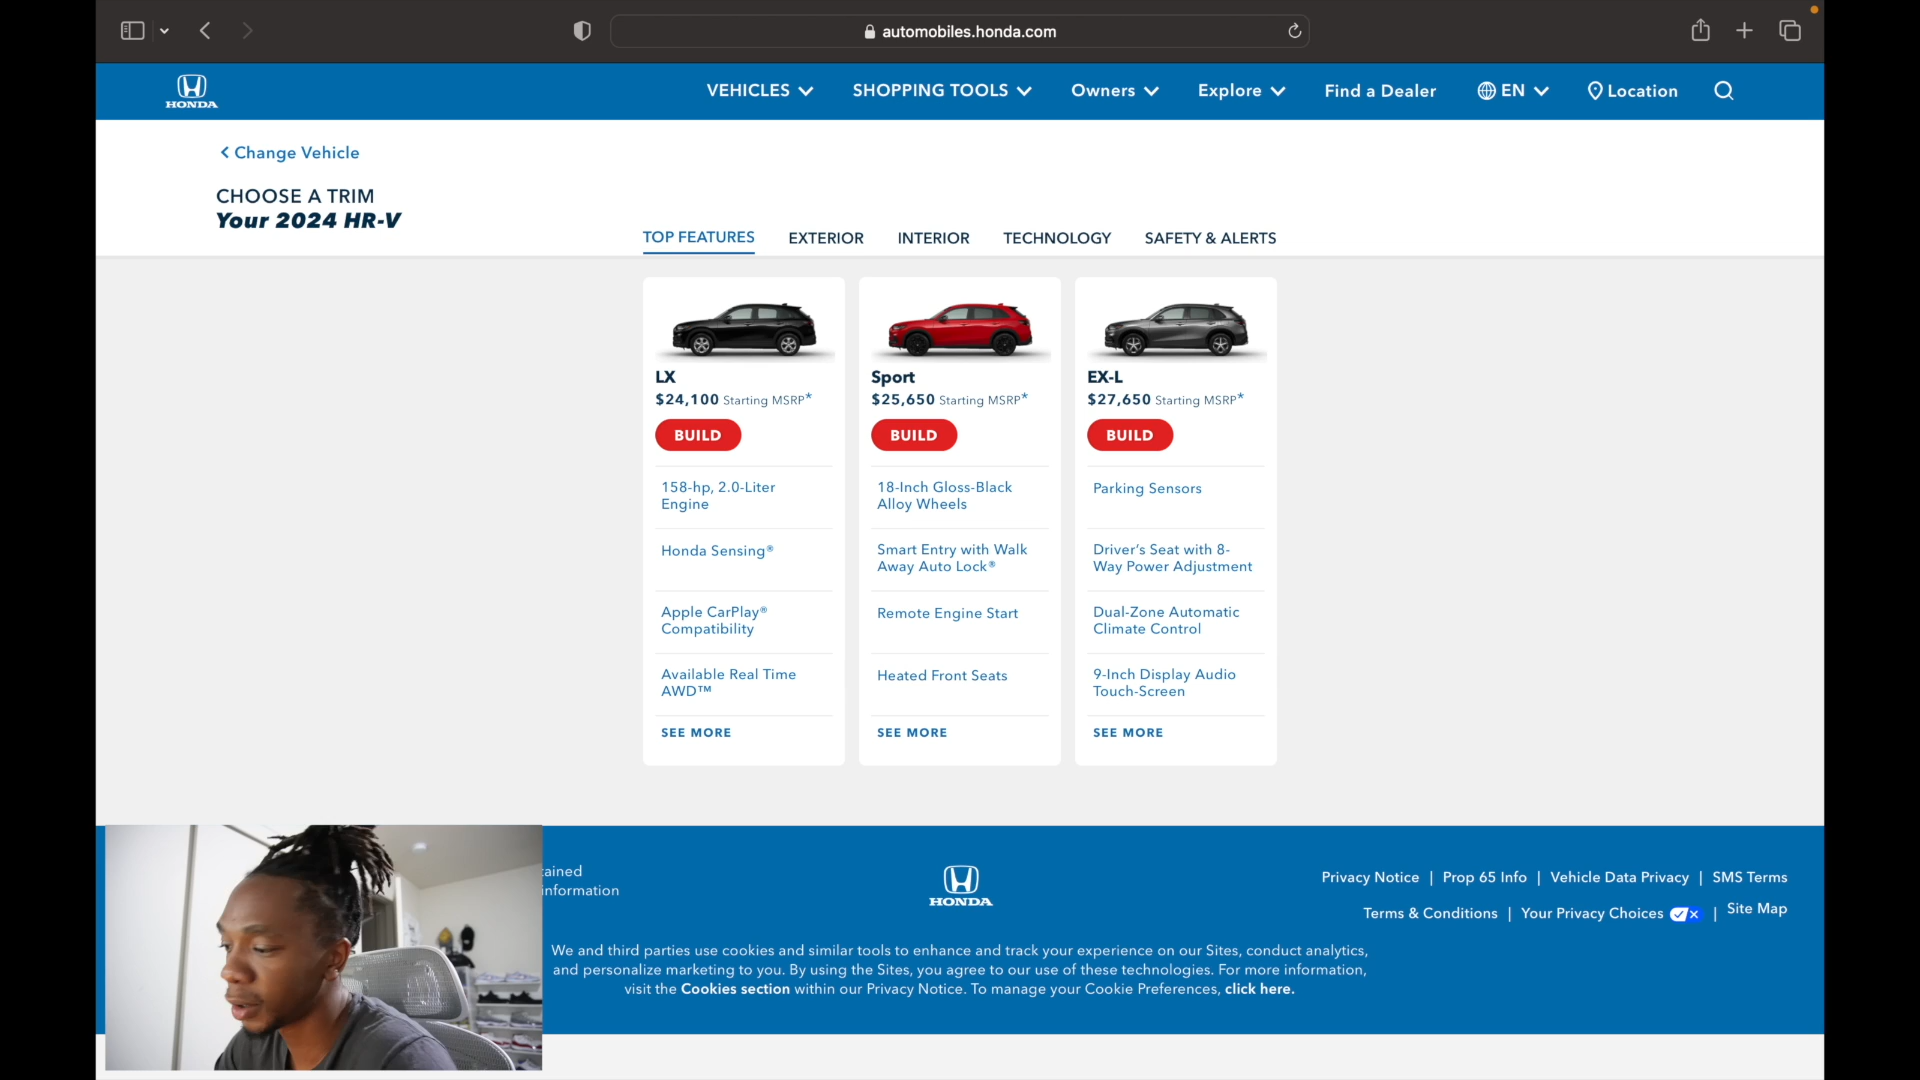 automobiles.honda.com
HONDA
VEHICLES
SHOPPING TOOLS
Owners
Explore
Find a Dealer
EN
Location
Change Vehicle
CHOOSE A TRIM
Your 2024 HR-V
TOP FEATURES
EXTERIOR
INTERIOR
TECHNOLOGY
SAFETY & ALERTS
LX
$24,100 Starting MSRP*
BUILD
158-hp, 2.0-Liter
Engine
Honda Sensing®
Apple CarPlay®
Compatibility
Available Real Time
AWD™
SEE MORE
Sport
$25,650 Starting MSRP*
BUILD
18-Inch Gloss-Black
Alloy Wheels
Smart Entry with Walk
Away Auto Lock®
Remote Engine Start
Heated Front Seats
SEE MORE
EX-L
$27,650 Starting MSRP*
BUILD
Parking Sensors
Driver’s Seat with 8-
Way Power Adjustment
Dual-Zone Automatic
Climate Control
9-Inch Display Audio
Touch-Screen
SEE MORE
tained
information
HONDA
Privacy Notice | Prop 65 Info | Vehicle Data Privacy | SMS Terms
Terms & Conditions | Your Privacy Choices | Site Map
We and third parties use cookies and similar tools to enhance and track your experience on our Sites, conduct analytics,
and personalize marketing to you. By using the Sites, you agree to our use of these technologies. For more information,
visit the Cookies section within our Privacy Notice. To manage your Cookie Preferences, click here.